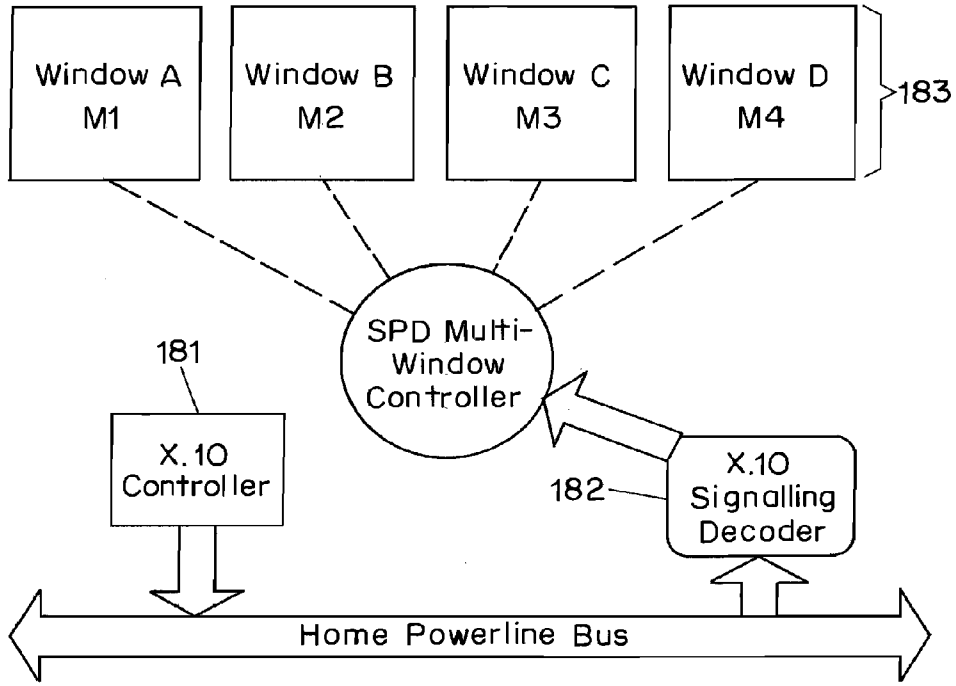 Window A
M1
Window B
M2
Window C
M3
Window D
M4
183
SPD Multi-
Window
Controller
181
X.10
Controller
182
X.10
Signalling
Decoder
Home Powerline Bus